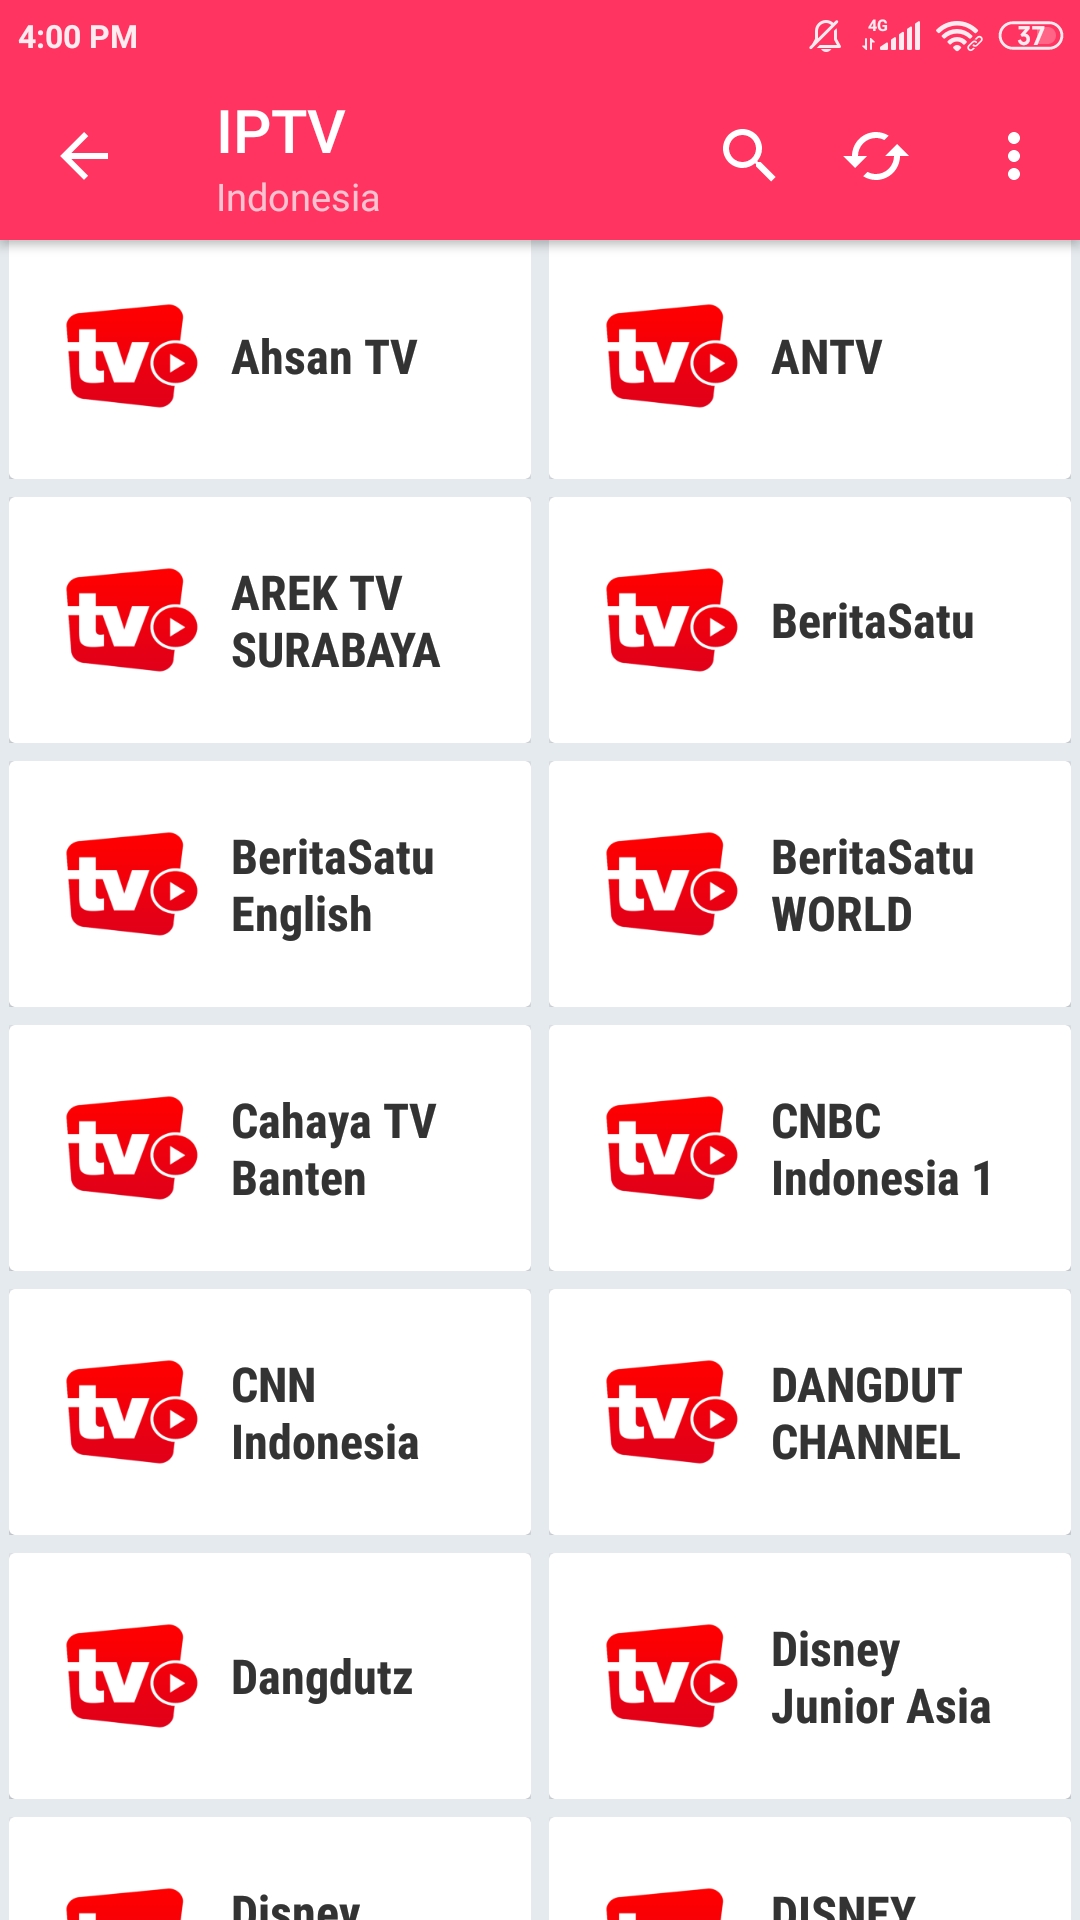 4:00 PM
4G
37
IPTV
Indonesia
tv
Ahsan TV
tv
ANTV
tv
AREK TV
SURABAYA
tv
BeritaSatu
tv
BeritaSatu
English
tv
BeritaSatu
WORLD
tv
Cahaya TV
Banten
tv
CNBC
Indonesia 1
tv
CNN
Indonesia
tv
DANGDUT
CHANNEL
tv
Dangdutz
tv
Disney
Junior Asia
Disney
DISNEY